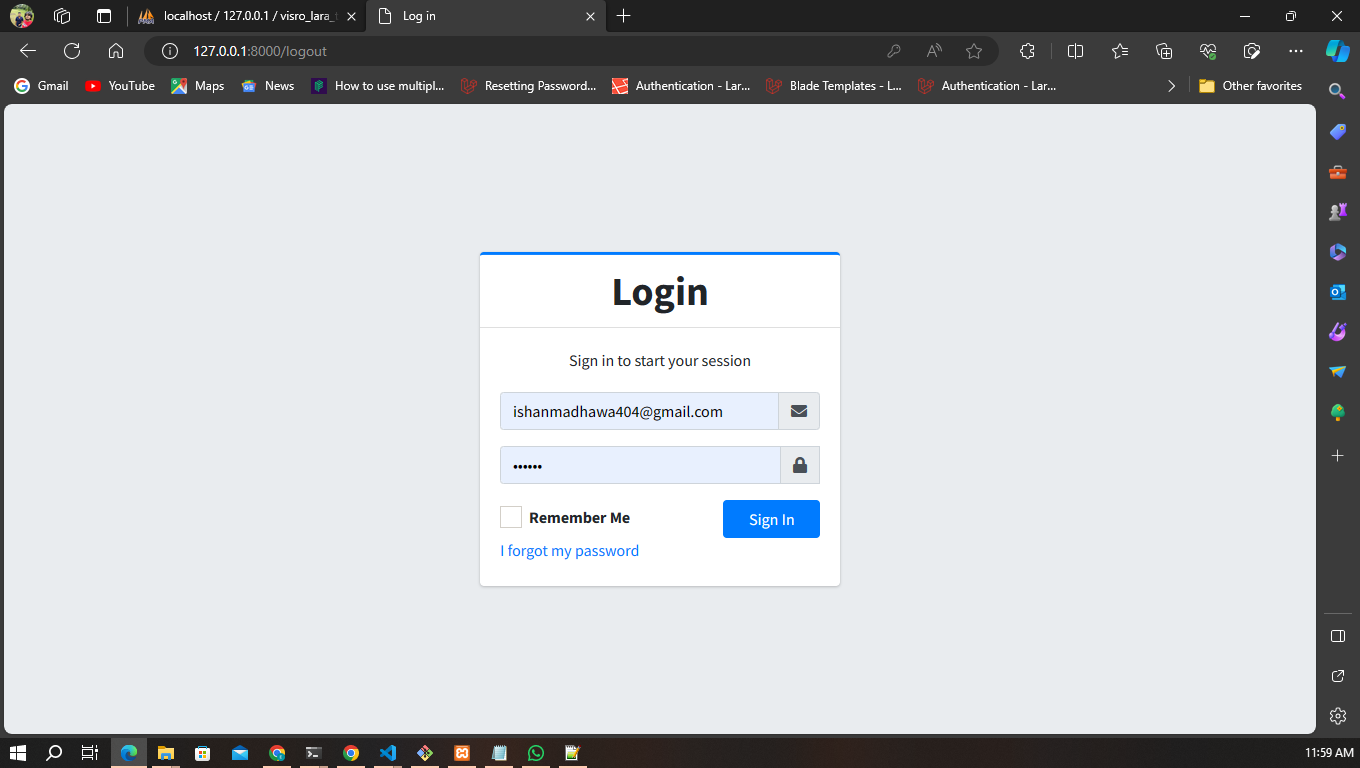 localhost / 127.0.0.1 / visro_lara_
Log in
127.0.0.1:8000/logout
Gmail
YouTube
Maps
News
How to use multipl...
Resetting Password...
Authentication - Lar...
Blade Templates - L...
Authentication - Lar...
Other favorites
Login
Sign in to start your session
ishanmadhawa404@gmail.com
••••••
Remember Me
Sign In
I forgot my password
11:59 AM